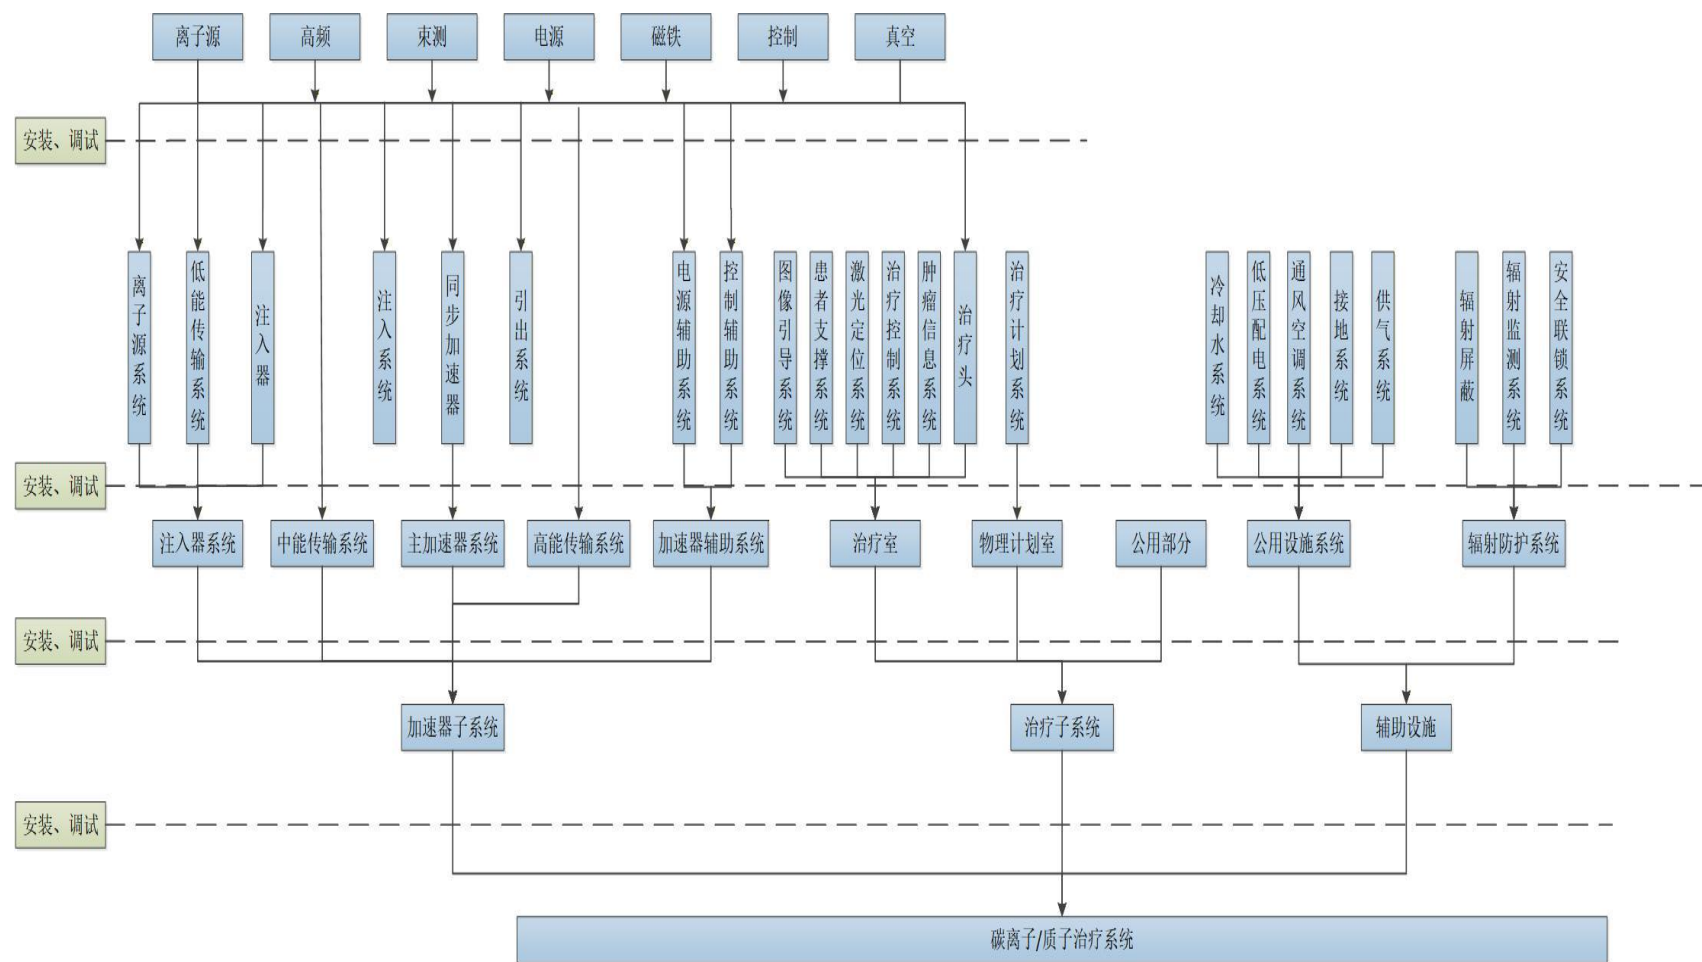 离子源
高频
束测
电源
磁铁
控制
真空
安装、调试
离子源系统
低能传输系统
注入器
注入系统
同步加速器
引出系统
电源辅助系统
控制辅助系统
图像引导系统
患者支撑系统
激光定位系统
治疗控制系统
肿瘤信息系统
治疗头
治疗计划系统
冷却水系统
低压配电系统
通风空调系统
接地系统
供气系统
辐射屏蔽
辐射监测系统
安全联锁系统
安装、调试
注入器系统
中能传输系统
主加速器系统
高能传输系统
加速器辅助系统
治疗室
物理计划室
公用部分
公用设施系统
辐射防护系统
安装、调试
加速器子系统
治疗子系统
辅助设施
安装、调试
碳离子/质子治疗系统